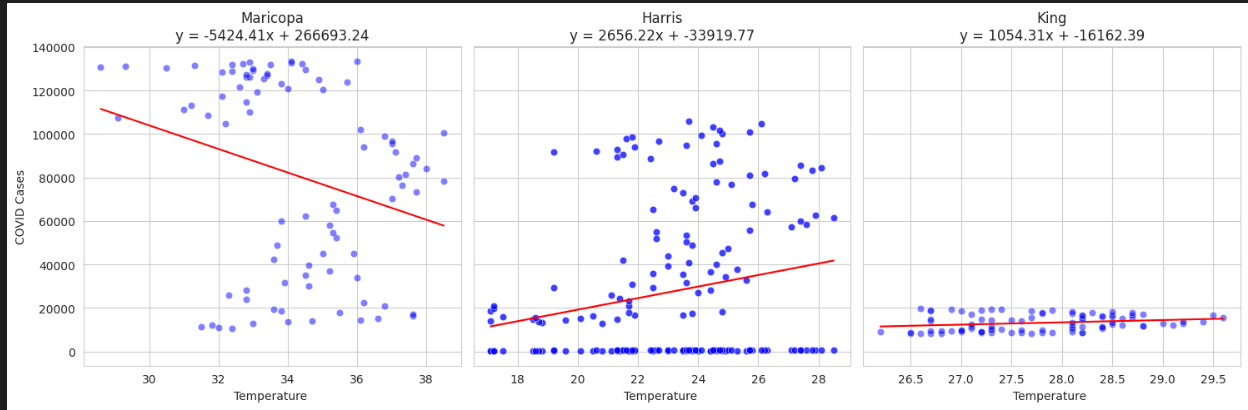 Maricopa
y = -5424.41x + 266693.24
Harris
y = 2656.22x + -33919.77
King
y = 1054.31x + -16162.39
140000
120000
100000
80000
60000
40000
20000
0
COVID Cases
30 32 34 36 38
Temperature
18 20 22 24 26 28
Temperature
26.5 27.0 27.5 28.0 28.5 29.0 29.5
Temperature